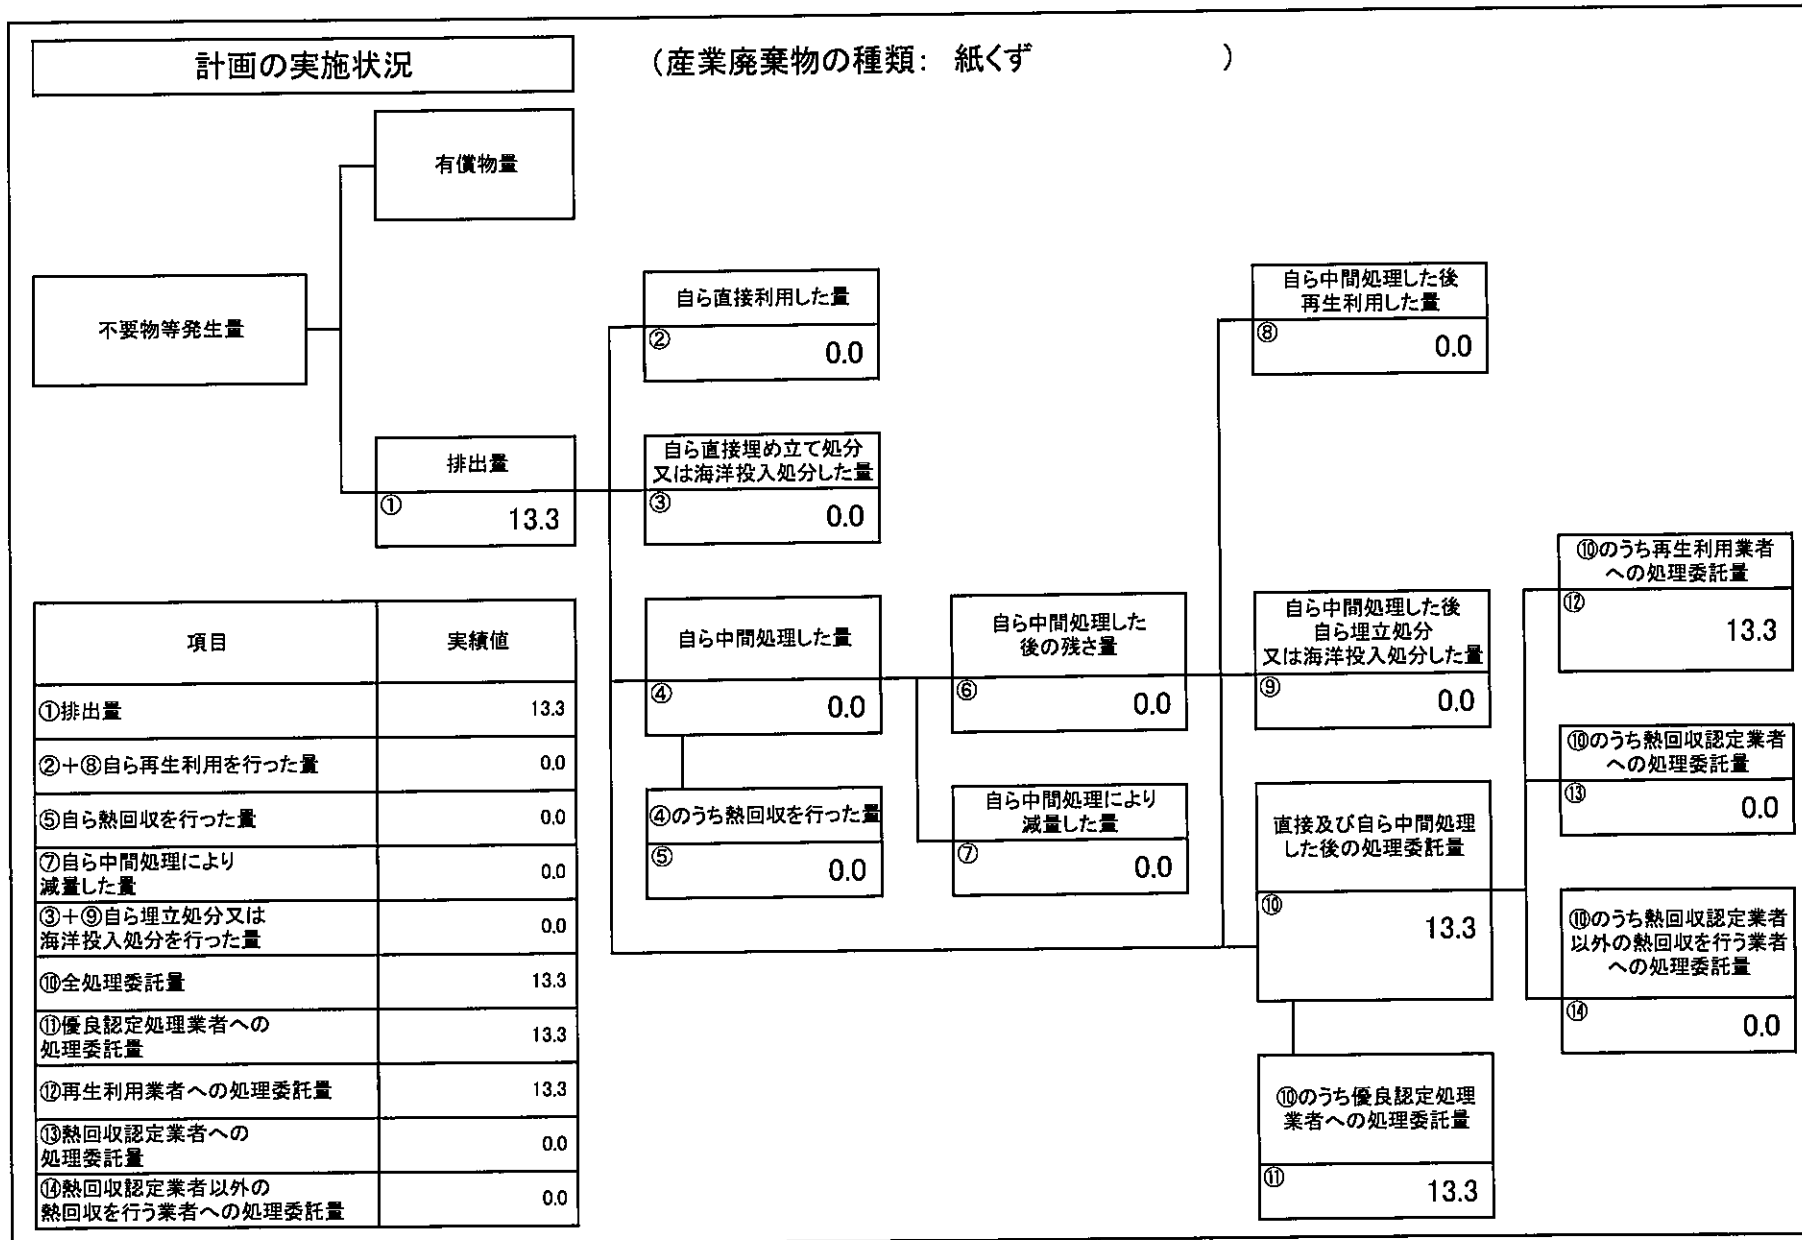 計画の実施状況
（産業廃棄物の種類： 紙くず ）
有償物量
不要物等発生量
排出量
① 13.3
自ら直接利用した量
② 0.0
自ら直接埋め立て処分
又は海洋投入処分した量
③ 0.0
自ら中間処理した量
④ 0.0
④のうち熱回収を行った量
⑤ 0.0
自ら中間処理した
後の残さ量
⑥ 0.0
自ら中間処理により
減量した量
⑦ 0.0
自ら中間処理した後
再生利用した量
⑧ 0.0
自ら中間処理した後
自ら埋立処分
又は海洋投入処分した量
⑨ 0.0
直接及び自ら中間処理
した後の処理委託量
⑩ 13.3
⑩のうち優良認定処理
業者への処理委託量
⑪ 13.3
⑩のうち再生利用業者
への処理委託量
⑫ 13.3
⑩のうち熱回収認定業者
への処理委託量
⑬ 0.0
⑩のうち熱回収認定業者
以外の熱回収を行う業者
への処理委託量
⑭ 0.0
項目 実績値
①排出量 13.3
②＋⑧自ら再生利用を行った量 0.0
⑤自ら熱回収を行った量 0.0
⑦自ら中間処理により
減量した量 0.0
③＋⑨自ら埋立処分又は
海洋投入処分を行った量 0.0
⑩全処理委託量 13.3
⑪優良認定処理業者への
処理委託量 13.3
⑫再生利用業者への処理委託量 13.3
⑬熱回収認定業者への
処理委託量 0.0
⑭熱回収認定業者以外の
熱回収を行う業者への処理委託量 0.0